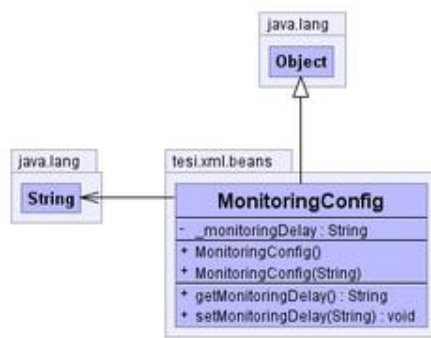 java.lang
Object
java.lang
String
tesi.xml.beans
MonitoringConfig
- _monitoringDelay : String
+ MonitoringConfig()
+ MonitoringConfig(String)
+ getMonitoringDelay() : String
+ setMonitoringDelay(String) : void